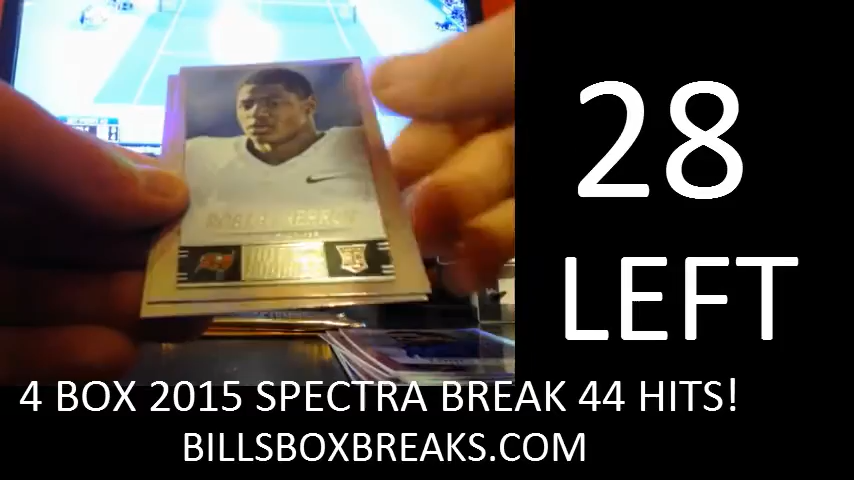 28
LEFT
4 BOX 2015 SPECTRA BREAK 44 HITS!
BILLSBOXBREAKS.COM